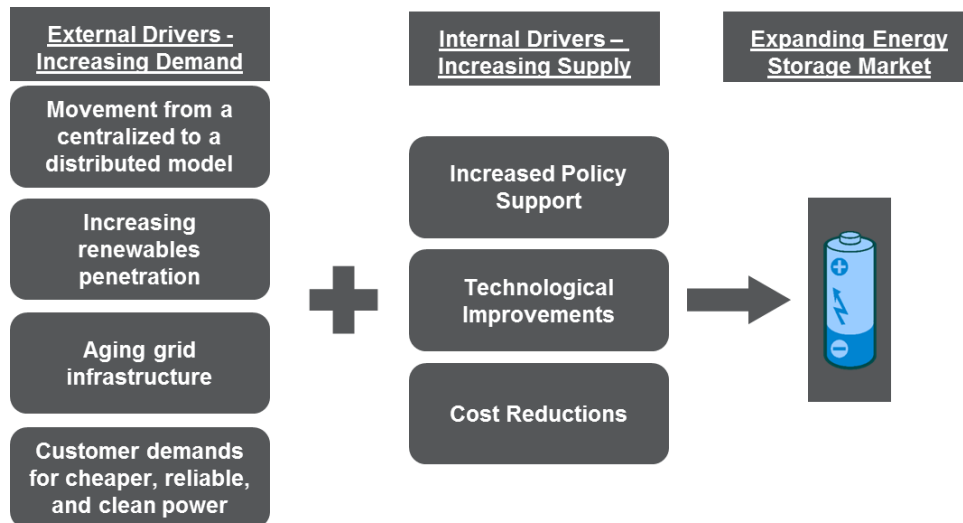 External Drivers -
Increasing Demand
Movement from a
centralized to a
distributed model
Increasing
renewables
penetration
Aging grid
infrastructure
Customer demands
for cheaper, reliable,
and clean power
Internal Drivers –
Increasing Supply
Increased Policy
Support
Technological
Improvements
Cost Reductions
Expanding Energy
Storage Market